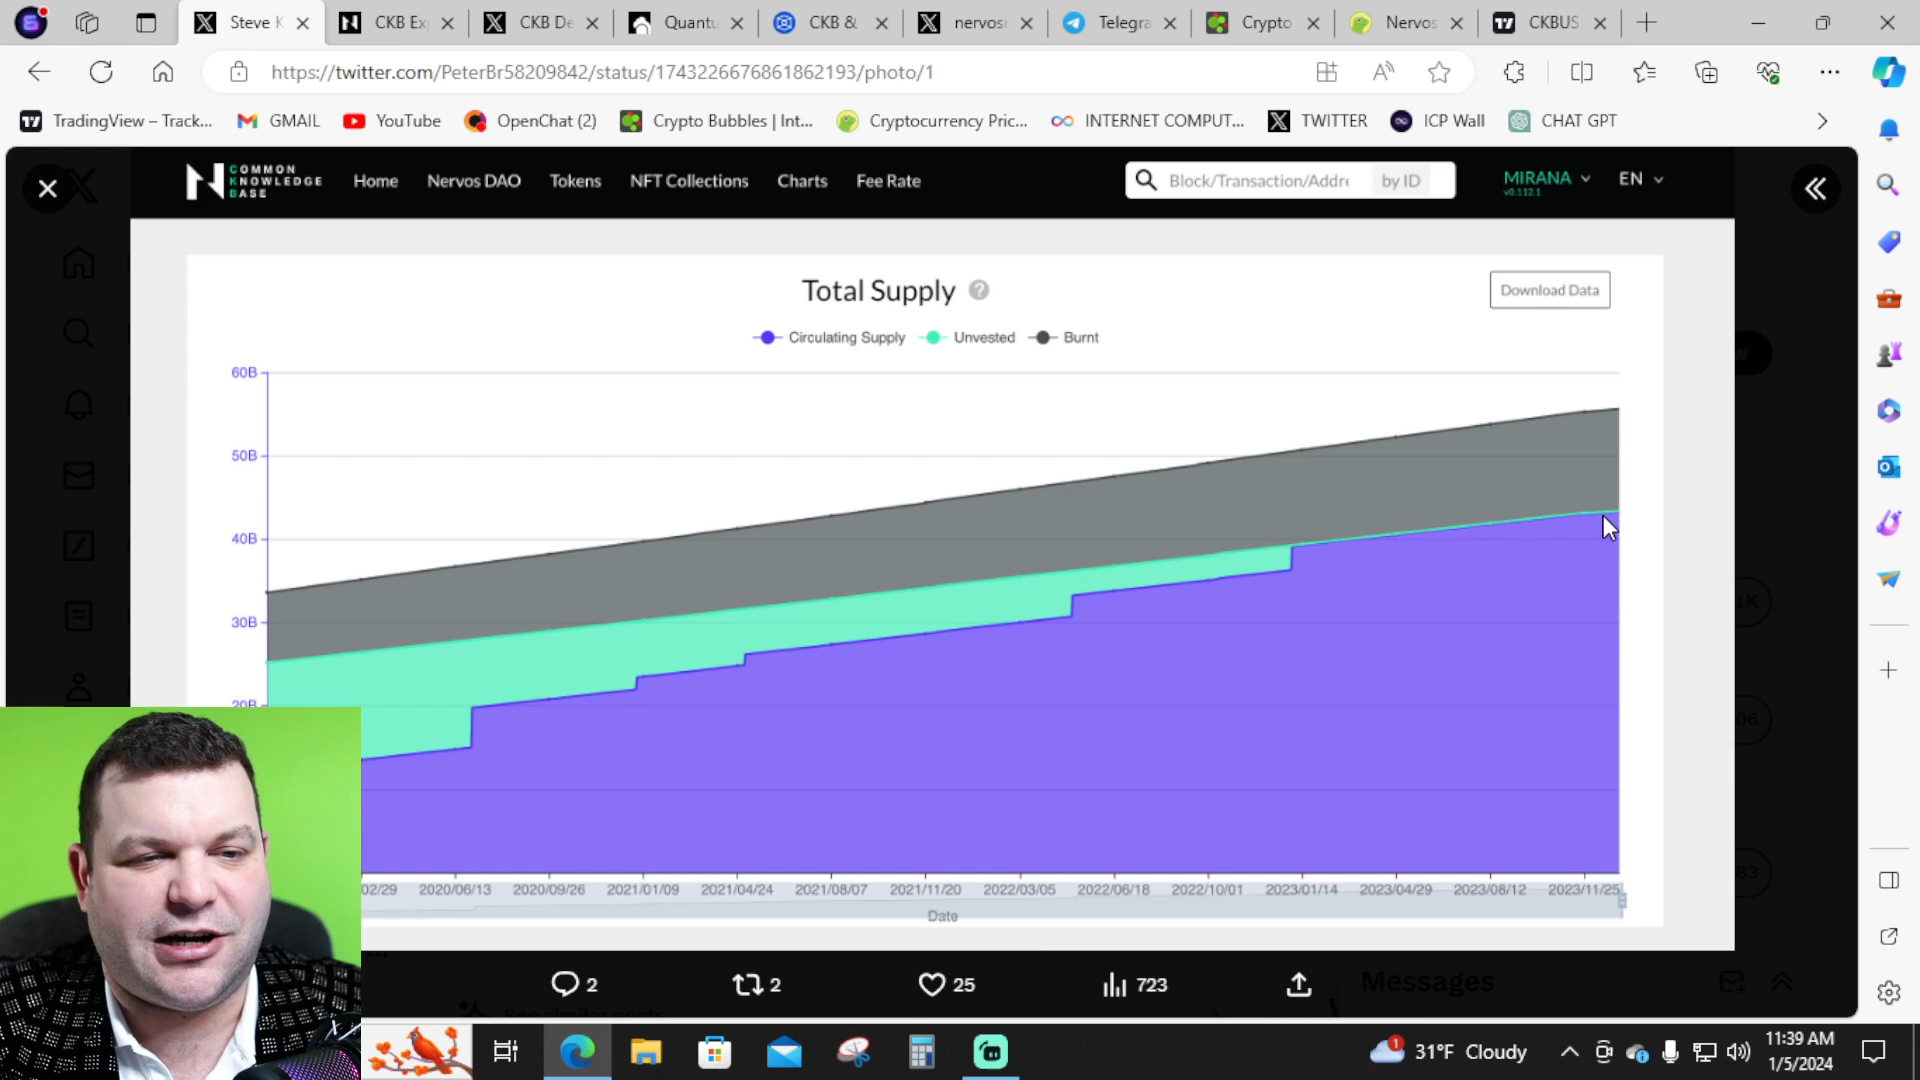 Steve K
CKB Ex
CKB De
Quantu
CKB &
nervos
Telegra
Crypto
Nervos
CKBUS
https://twitter.com/PeterBr58209842/status/1743226676861862193/photo/1
TradingView – Track...
GMAIL
YouTube
OpenChat (2)
Crypto Bubbles | Int...
Cryptocurrency Pric...
INTERNET COMPUT...
TWITTER
ICP Wall
CHAT GPT
COMMON
KNOWLEDGE
BASE
Home
Nervos DAO
Tokens
NFT Collections
Charts
Fee Rate
Block/Transaction/Addre
by ID
MIRANA
v0.112.1
EN
Total Supply
Download Data
Circulating Supply
Unvested
Burnt
60B
50B
40B
30B
20B
02/29
2020/06/13
2020/09/26
2021/01/09
2021/04/24
2021/08/07
2021/11/20
2022/03/05
2022/06/18
2022/10/01
2023/01/14
2023/04/29
2023/08/12
2023/11/25
Date
2
2
25
723
Messages
31°F Cloudy
11:39 AM
1/5/2024